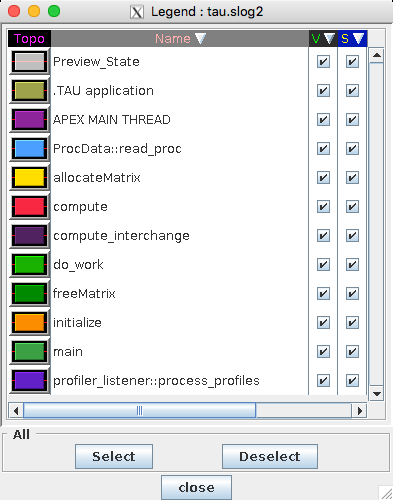 Legend : tau.slog2
Topo Name V S
Preview_State
.TAU application
APEX MAIN THREAD
ProcData::read_proc
allocateMatrix
compute
compute_interchange
do_work
freeMatrix
initialize
main
profiler_listener::process_profiles
All
Select Deselect
close